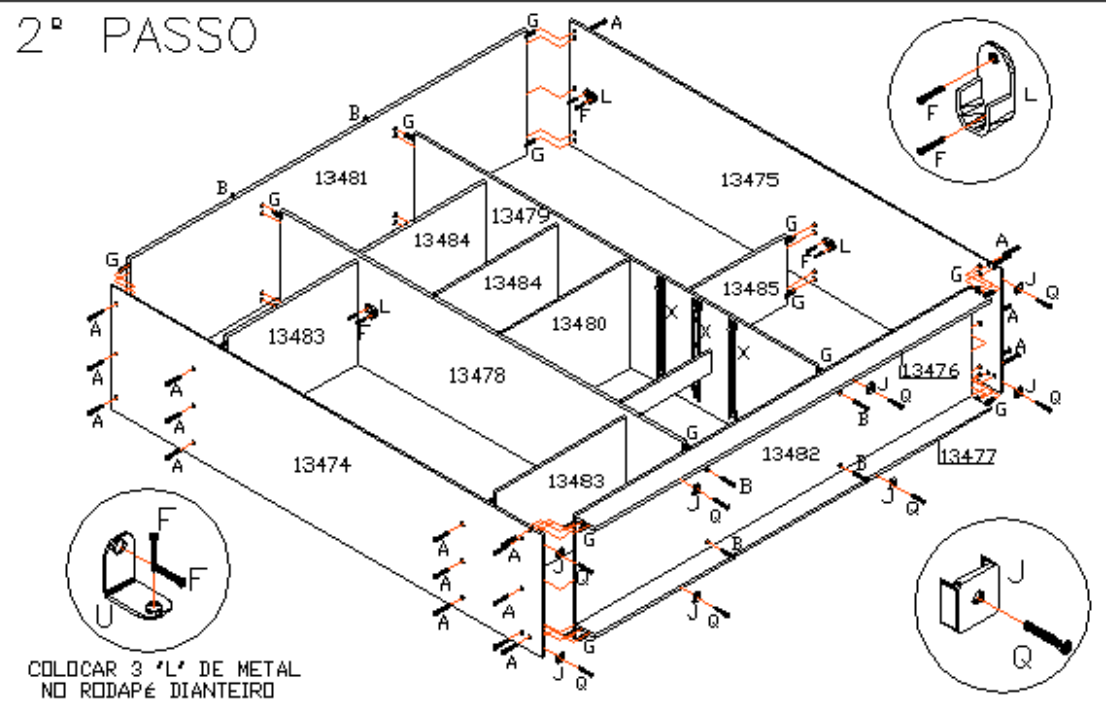 2ª PASSO
G
A
B
F
L
G
G
13481
13475
F
L
F
B
G
13479
13484
G
A
F
L
G
13484
13485
G
J
Q
A
X
G
13483
F
L
13480
X
X
A
A
G
13476
J
Q
A
13478
J
Q
G
A
A
B
G
13482
13477
A
13474
13483
B
B
J
Q
J
Q
F
F
U
A
A
G
J
Q
B
J
Q
A
A
J
Q
A
G
A
J
Q
COLOCAR 3 'L' DE METAL
NO RODAPé DIANTEIRO